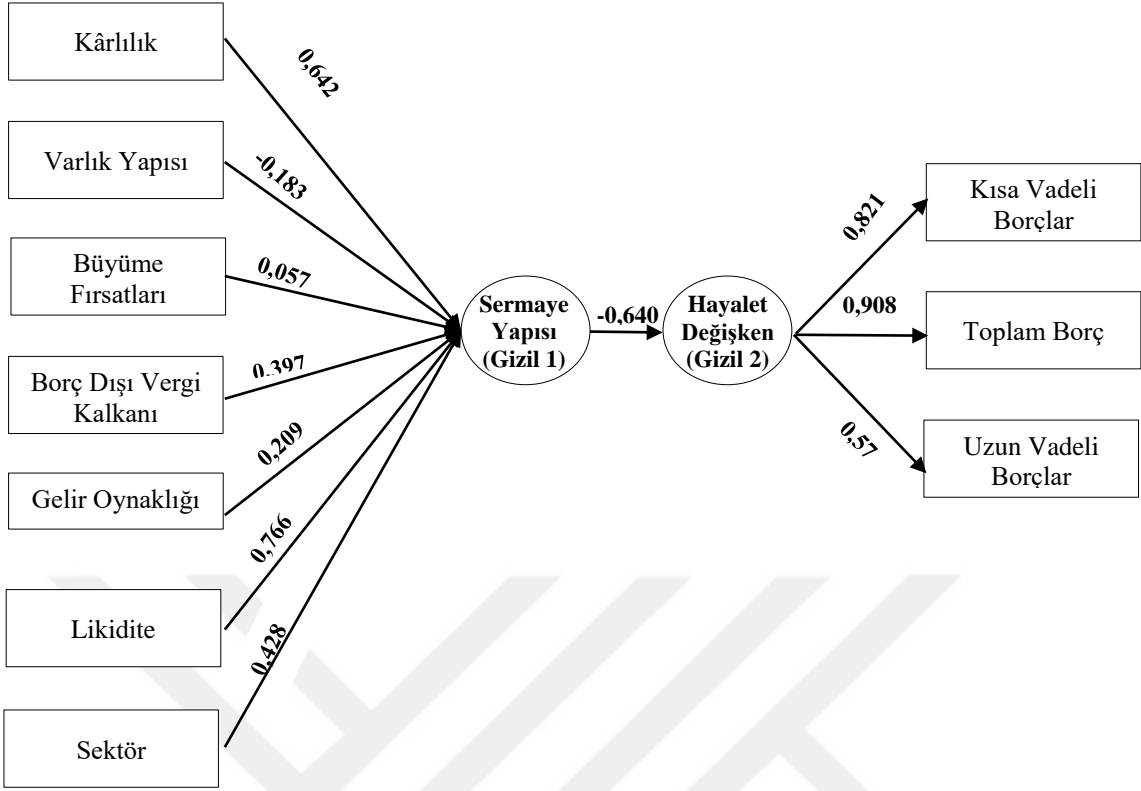 Kârlılık
0,642
Varlık Yapısı
-0,183
Büyüme
Fırsatları
0,057
Borç Dışı Vergi
Kalkanı
0,397
Gelir Oynaklığı
0,209
Likidite
0,766
Sektör
0,428
Sermaye
Yapısı
(Gizil 1)
-0,640
Hayalet
Değişken
(Gizil 2)
0,821
Kısa Vadeli
Borçlar
0,908
Toplam Borç
0,57
Uzun Vadeli
Borçlar